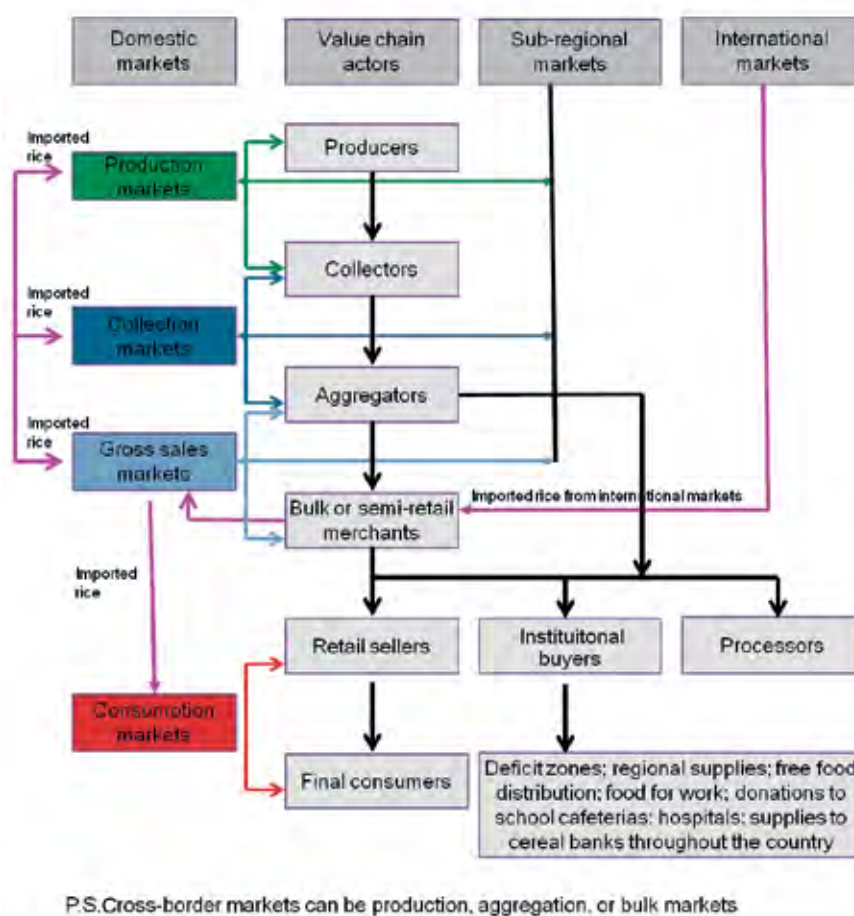 Domestic
markets
Value chain
actors
Sub-regional
markets
International
markets
Imported
rice
Production
markets
Producers
Imported
rice
Collection
markets
Collectors
Aggregators
Imported
rice
Gross sales
markets
Bulk or semi-retail
merchants
Imported rice from international markets
Imported
rice
Retail sellers
Instituitonal
buyers
Processors
Consumption
markets
Final consumers
Deficit zones; regional supplies; free food
distribution; food for work; donations to
school cafeterias; hospitals; supplies to
cereal banks throughout the country
P.S.Cross-border markets can be production, aggregation, or bulk markets